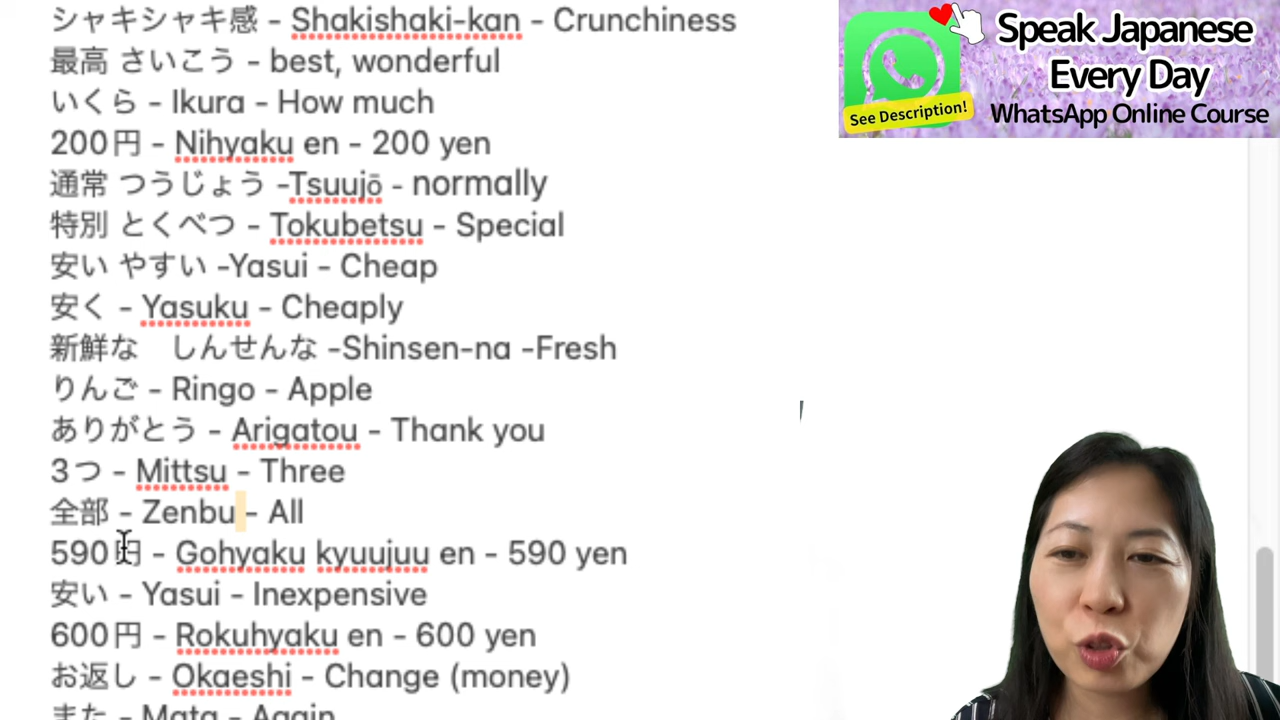 シャキシャキ感 - Shakishaki-kan - Crunchiness
最高 さいこう - best, wonderful
いくら - Ikura - How much
200円 - Nihyaku en - 200 yen
通常 つうじょう -Tsuujō - normally
特別 とくべつ - Tokubetsu - Special
安い やすい -Yasui - Cheap
安く - Yasuku - Cheaply
新鮮な　しんせんな -Shinsen-na -Fresh
りんご - Ringo - Apple
ありがとう - Arigatou - Thank you
3つ - Mittsu - Three
全部 - Zenbu - All
590円 - Gohyaku kyuujuu en - 590 yen
安い - Yasui - Inexpensive
600円 - Rokuhyaku en - 600 yen
お返し - Okaeshi - Change (money)
また - Mata - Again
Speak Japanese
Every Day
WhatsApp Online Course
See Description!